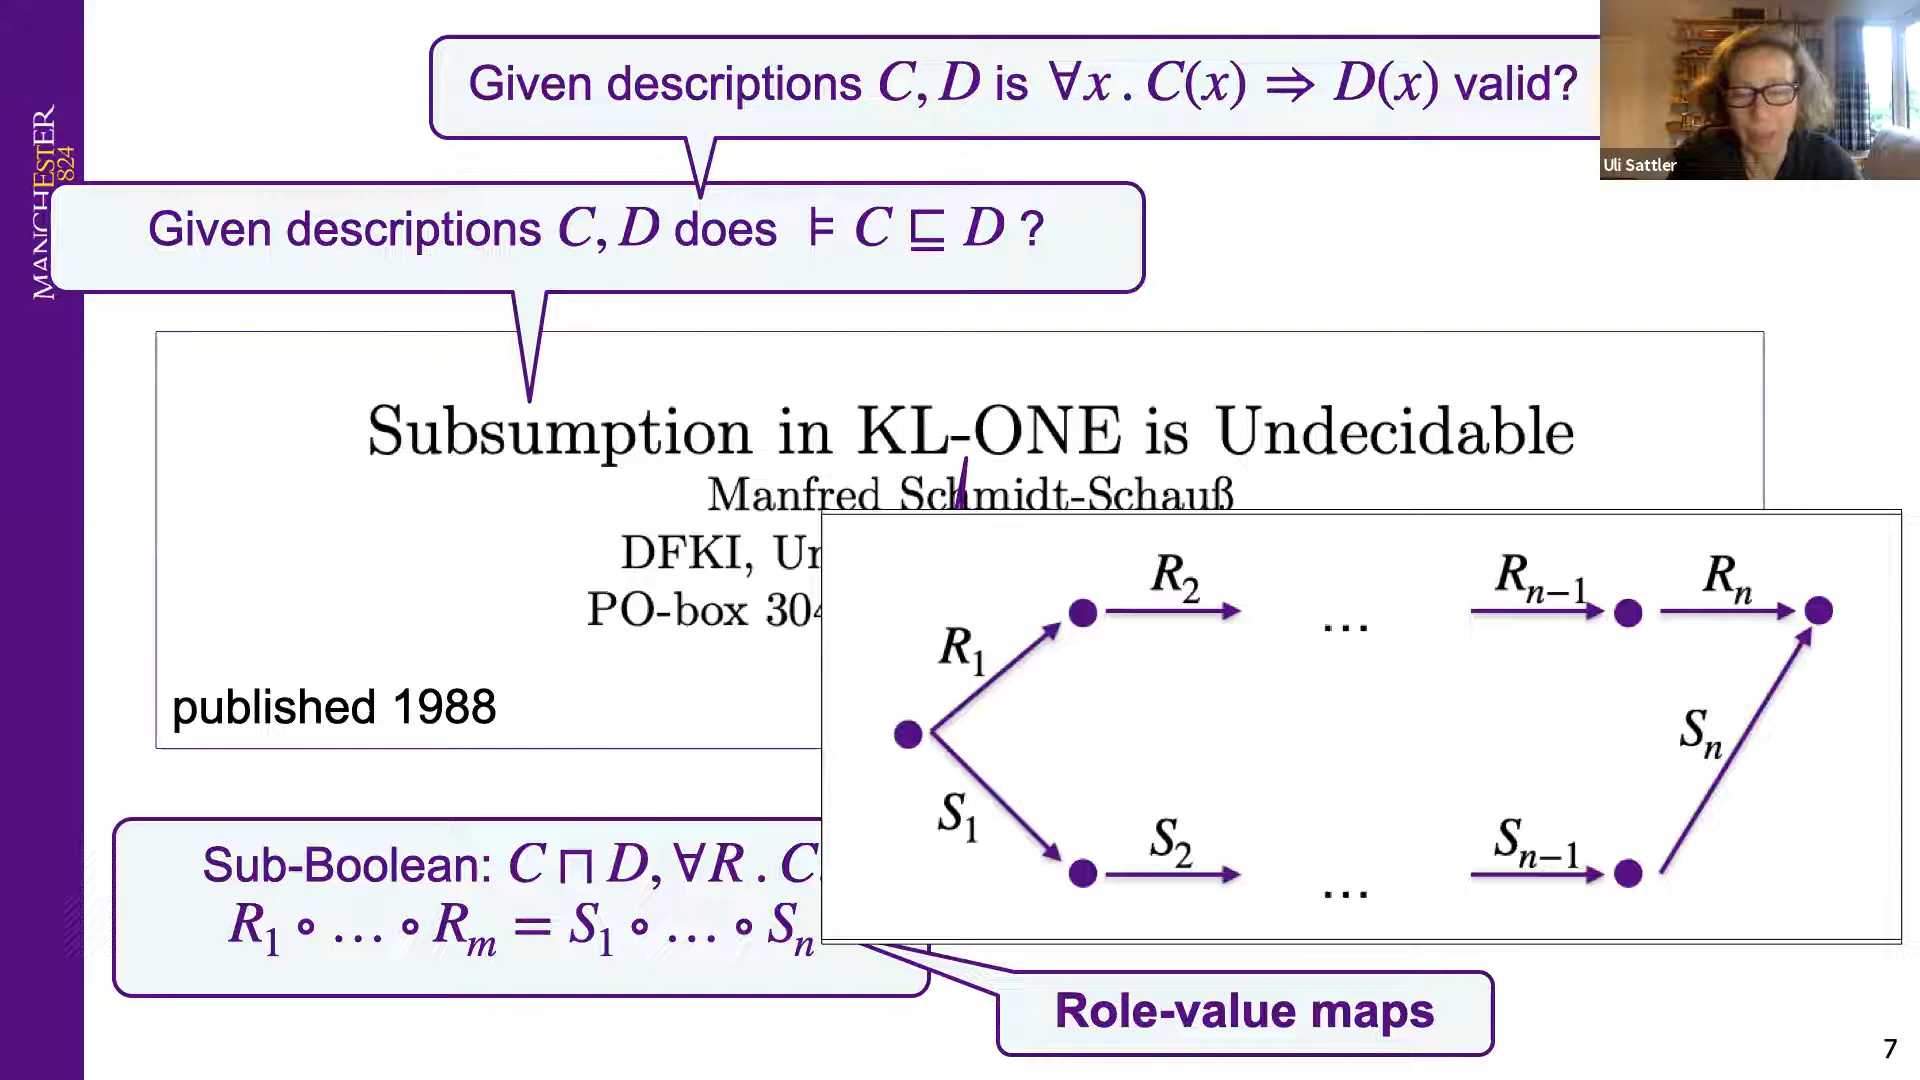 Given descriptions C, D is ∀x . C(x) ⇒ D(x) valid?
Uli Sattler
MANCHESTER
1824
Given descriptions C, D does ⊨ C ⊑ D ?
Subsumption in KL-ONE is Undecidable
Manfred Schmidt-Schauß
DFKI,
PO-box
published 1988
R₁
R₂
...
Rₙ₋₁
Rₙ
S₁
S₂
...
Sₙ₋₁
Sₙ
Sub-Boolean: C ⊓ D, ∀R . C
R₁ ∘ … ∘ Rₘ = S₁ ∘ … ∘ Sₙ
Role-value maps
7